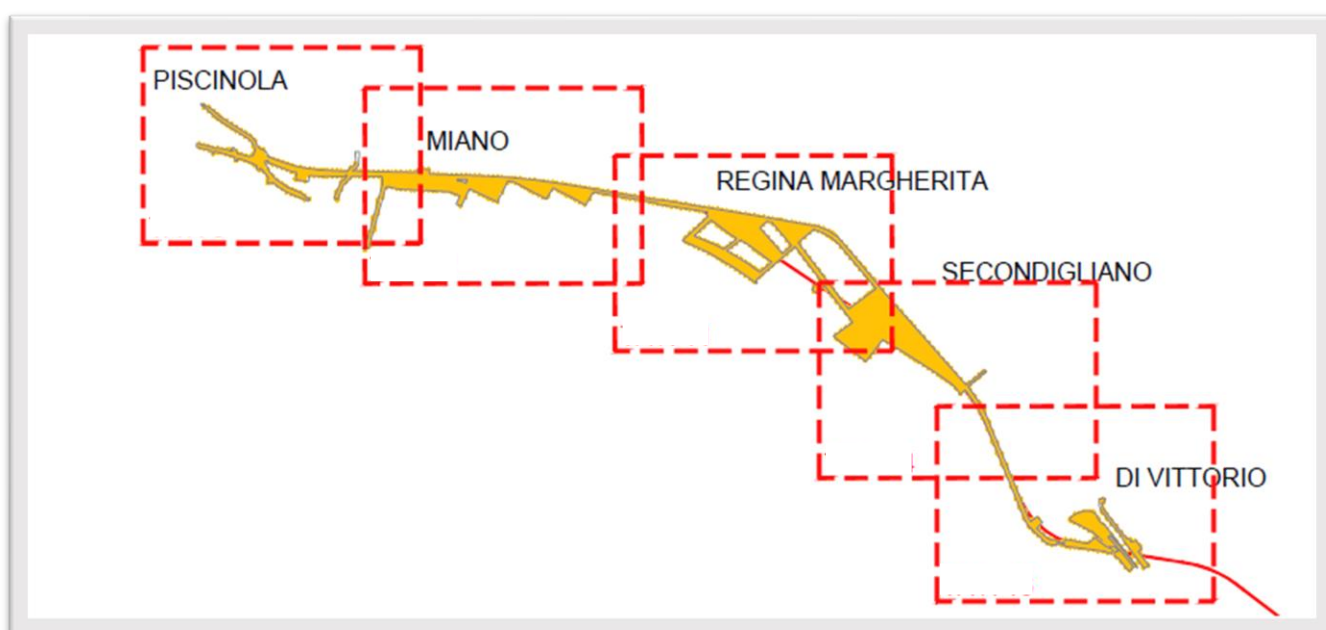 PISCINOLA
MIANO
REGINA MARGHERITA
SECONDIGLIANO
DI VITTORIO